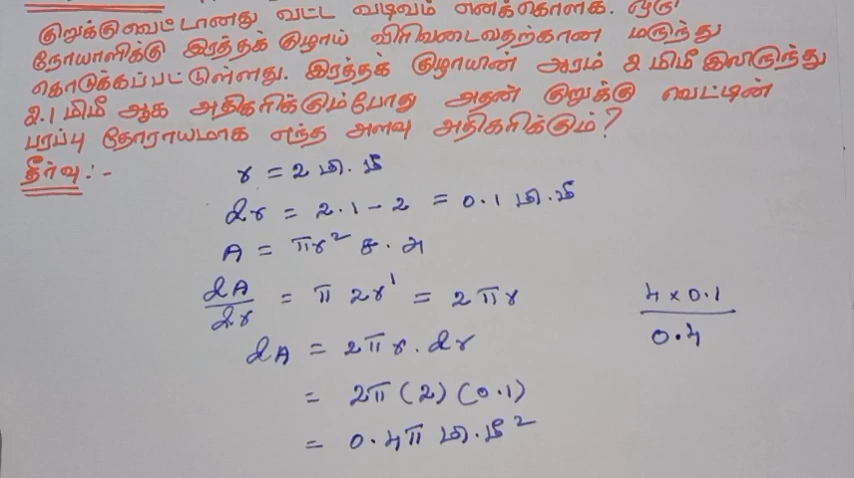 குறுக்குவெட்டானது வட்ட வடிவம் எனக்கொள்க. ஒரு
நோயாளிக்கு இரத்தக் குழாய் விரிவடைவதற்கான மருந்து
கொடுக்கப்பட்டுள்ளது. இரத்தக் குழாயின் ஆரம் 2 மிமீ இலிருந்து
2.1 மிமீ ஆக அதிகரிக்கும்போது அதன் குறுக்கு வெட்டின்
பரப்பு தோராயமாக எந்த அளவு அதிகரிக்கும்?
தீர்வு :-
r = 2 மி.மீ
dr = 2.1 - 2 = 0.1 மி.மீ
A = πr² ச.அ
dA/dr = π 2r¹ = 2πr
4 x 0.1
0.4
dA = 2πr. dr
= 2π (2) (0.1)
= 0.4π மி.மீ²